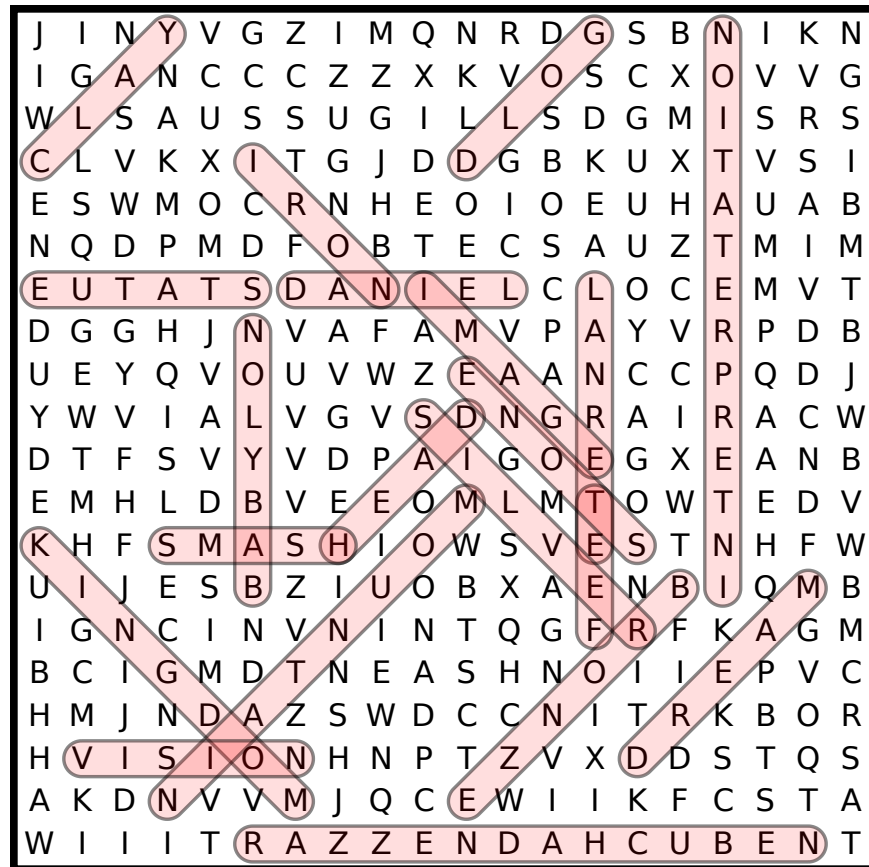 J I N Y V G Z I M Q N R D G S B N I K N
I G A N C C C Z Z X K V O S C X O V V G
W L S A U S S U G I L L S D G M I S R S
C L V K X I T G J D D G B K U X T V S I
E S W M O C R N H E O I O E U H A U A B
N Q D P M D F O B T E C S A U Z T M I M
E U T A T S D A N I E L C L O C E M V T
D G G H J N V A F A M V P A Y V R P D B
U E Y Q V O U V W Z E A A N C C P Q D J
Y W V I A L V G V S D N G R A I R A C W
D T F S V Y V D P A I G O E G X E A N B
E M H L D B V E E O M L M T O W T E D V
K H F S M A S H I O W S V E S T N H F W
U I J E S B Z I U O B X A E N B I Q M B
I G N C I N V N I N T Q G F R F K A G M
B C I G M D T N E A S H N O I I E P V C
H M J N D A Z S W D C C N I T R K B O R
H V I S I O N H N P T Z V X D D S T Q S
A K D N V V M J Q C E W I I K F C S T A
W I I I T R A Z Z E N D A H C U B E N T